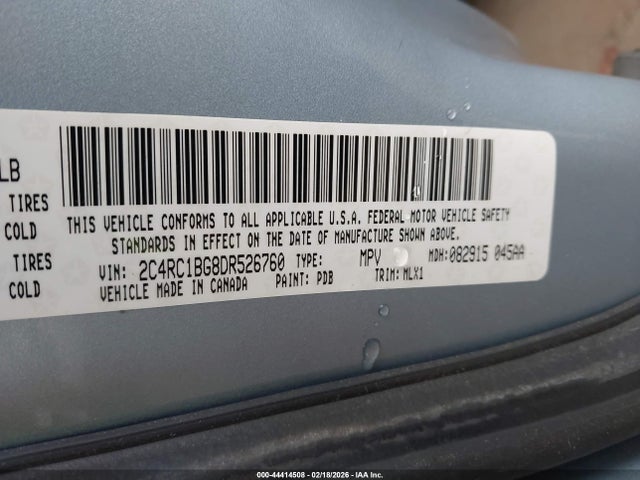 LB
TIRES
COLD
TIRES
COLD
THIS VEHICLE CONFORMS TO ALL APPLICABLE U.S.A. FEDERAL MOTOR VEHICLE SAFETY
STANDARDS IN EFFECT ON THE DATE OF MANUFACTURE SHOWN ABOVE.
VIN: 2C4RC1BG8DR526760 TYPE: MPV MDH:082915 045AA
VEHICLE MADE IN CANADA PAINT: PDB TRIM: MLX1
000-44414508 - 02/18/2026 - IAA Inc.